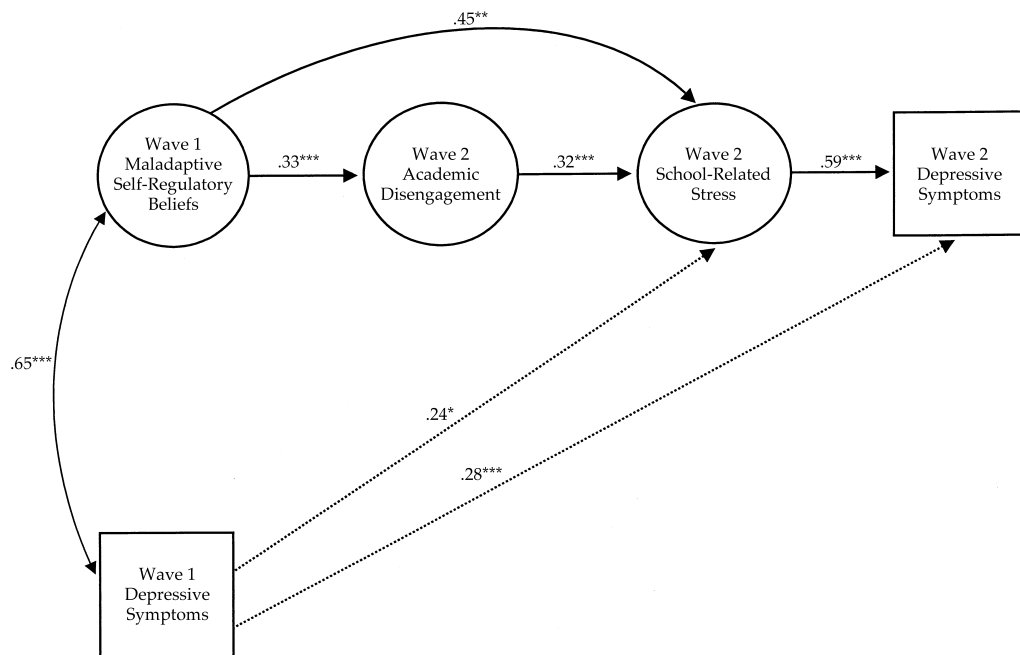 .45**
Wave 1
Maladaptive
Self-Regulatory
Beliefs
.33***
Wave 2
Academic
Disengagement
.32***
Wave 2
School-Related
Stress
.59***
Wave 2
Depressive
Symptoms
.65***
.24*
.28***
Wave 1
Depressive
Symptoms